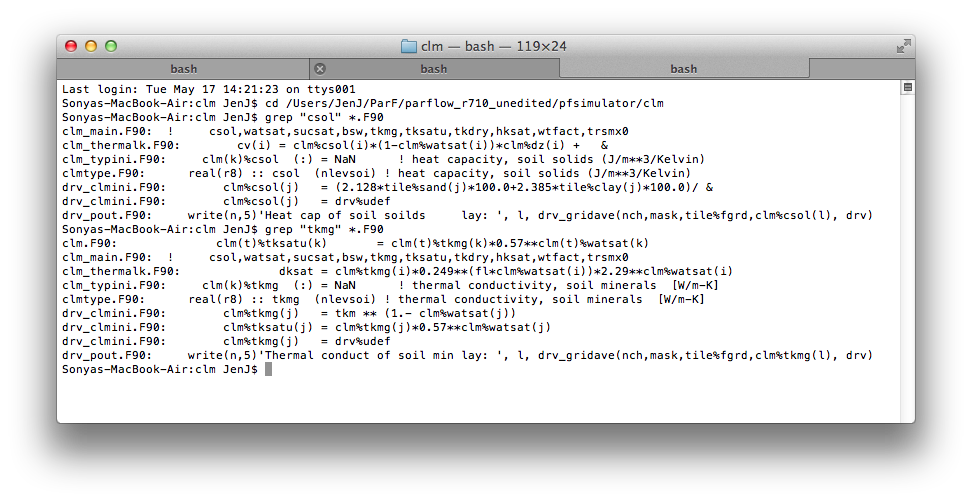 clm — bash — 119×24
bash bash bash
Last login: Tue May 17 14:21:23 on ttys001
Sonyas-MacBook-Air:clm JenJ$ cd /Users/JenJ/ParF/parflow_r710_unedited/pfsimulator/clm
Sonyas-MacBook-Air:clm JenJ$ grep "csol" *.F90
clm_main.F90:  !     csol,watsat,sucsat,bsw,tkmg,tksatu,tkdry,hksat,wtfact,trsmx0
clm_thermalk.F90:        cv(i) = clm%csol(i)*(1-clm%watsat(i))*clm%dz(i) +   &
clm_typini.F90:     clm(k)%csol  (:) = NaN      ! heat capacity, soil solids (J/m**3/Kelvin)
clmtype.F90:      real(r8) :: csol  (nlevsoi) ! heat capacity, soil solids (J/m**3/Kelvin)
drv_clmini.F90:          clm%csol(j)   = (2.128*tile%sand(j)*100.0+2.385*tile%clay(j)*100.0)/ &
drv_clmini.F90:          clm%csol(j)   = drv%udef
drv_pout.F90:     write(n,5)'Heat cap of soil soilds     lay: ', l, drv_gridave(nch,mask,tile%fgrd,clm%csol(l), drv)
Sonyas-MacBook-Air:clm JenJ$ grep "tkmg" *.F90
clm.F90:              clm(t)%tksatu(k)       = clm(t)%tkmg(k)*0.57**clm(t)%watsat(k)
clm_main.F90:  !     csol,watsat,sucsat,bsw,tkmg,tksatu,tkdry,hksat,wtfact,trsmx0
clm_thermalk.F90:              dksat = clm%tkmg(i)*0.249**(fl*clm%watsat(i))*2.29**clm%watsat(i)
clm_typini.F90:     clm(k)%tkmg  (:) = NaN      ! thermal conductivity, soil minerals  [W/m-K]
clmtype.F90:      real(r8) :: tkmg  (nlevsoi) ! thermal conductivity, soil minerals  [W/m-K]
drv_clmini.F90:          clm%tkmg(j)   = tkm ** (1.- clm%watsat(j))
drv_clmini.F90:          clm%tksatu(j) = clm%tkmg(j)*0.57**clm%watsat(j)
drv_clmini.F90:          clm%tkmg(j)   = drv%udef
drv_pout.F90:     write(n,5)'Thermal conduct of soil min lay: ', l, drv_gridave(nch,mask,tile%fgrd,clm%tkmg(l), drv)
Sonyas-MacBook-Air:clm JenJ$